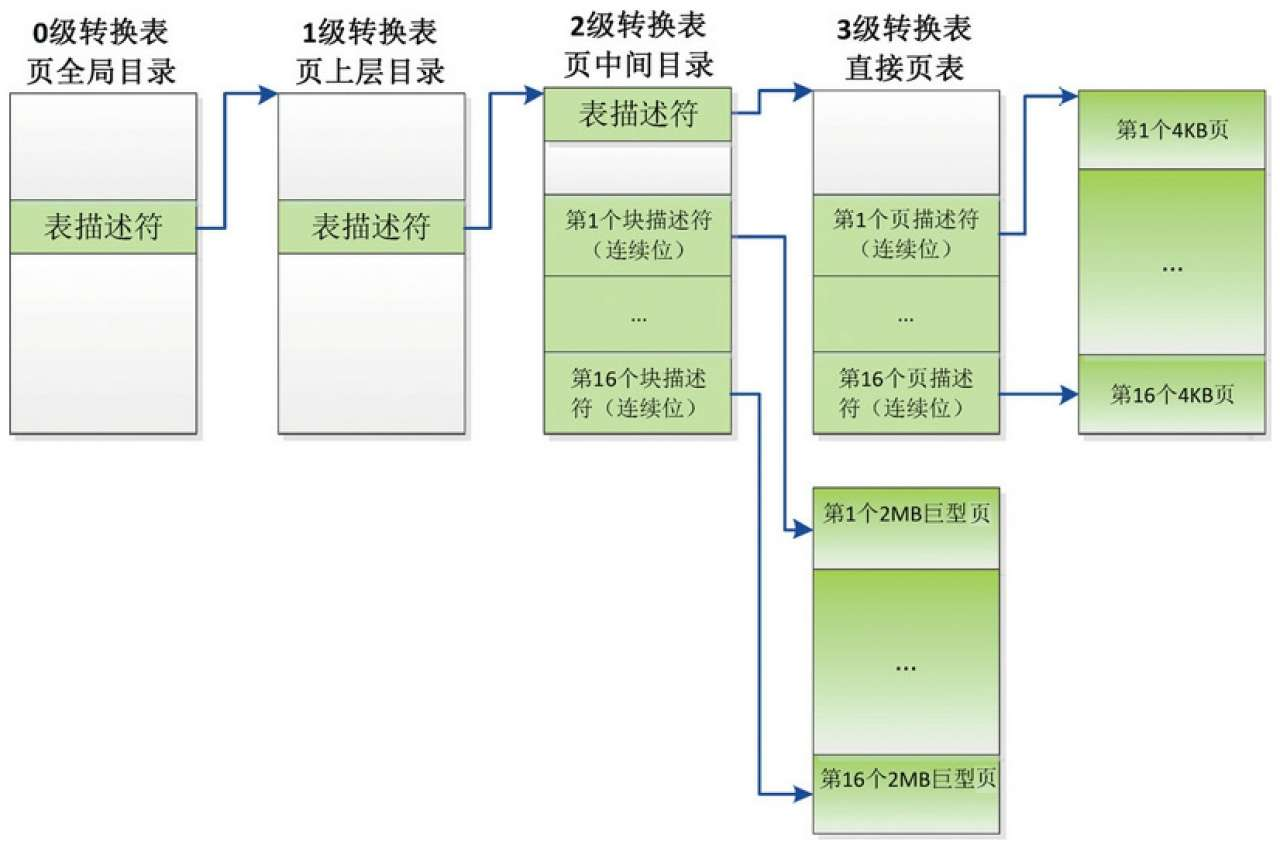 0级转换表
页全局目录
表描述符
1级转换表
页上层目录
表描述符
2级转换表
页中间目录
表描述符
第1个块描述符
（连续位）
...
第16个块描述
符（连续位）
3级转换表
直接页表
第1个页描述符
（连续位）
...
第16个页描述
符（连续位）
第1个4KB页
...
第16个4KB页
第1个2MB巨型页
...
第16个2MB巨型页